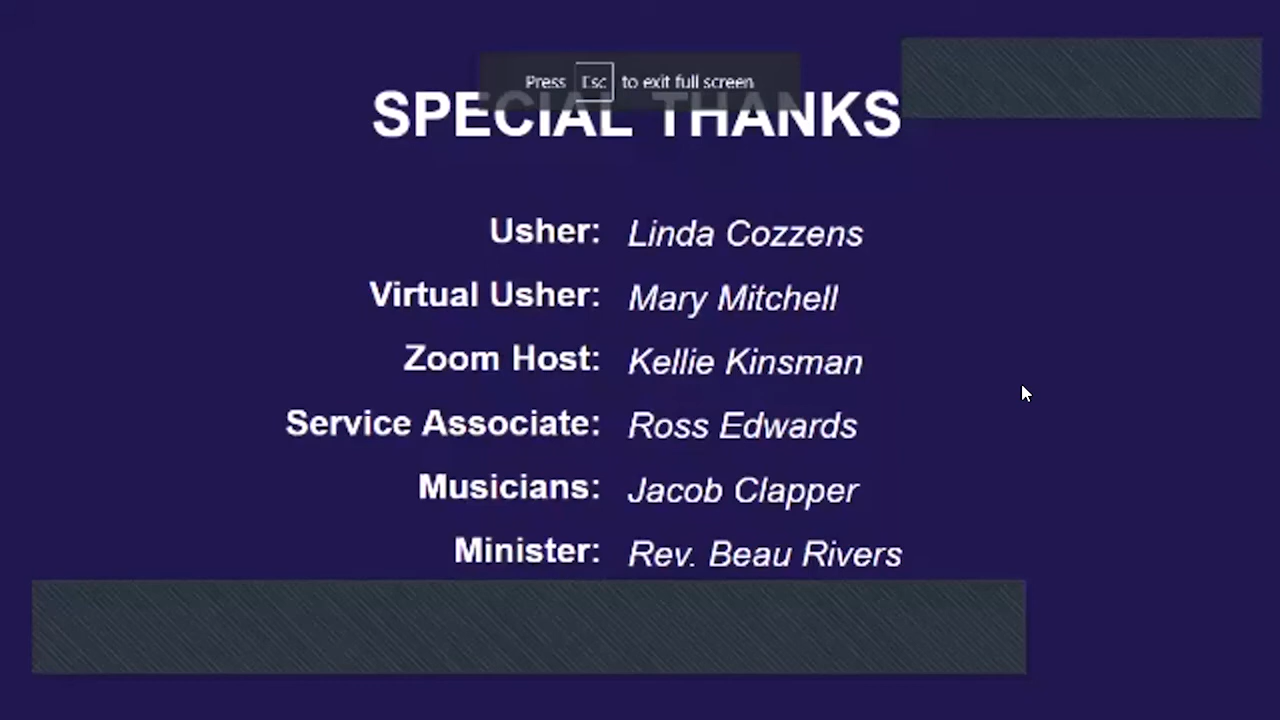 Press Esc to exit full screen
SPECIAL THANKS
Usher: Linda Cozzens
Virtual Usher: Mary Mitchell
Zoom Host: Kellie Kinsman
Service Associate: Ross Edwards
Musicians: Jacob Clapper
Minister: Rev. Beau Rivers